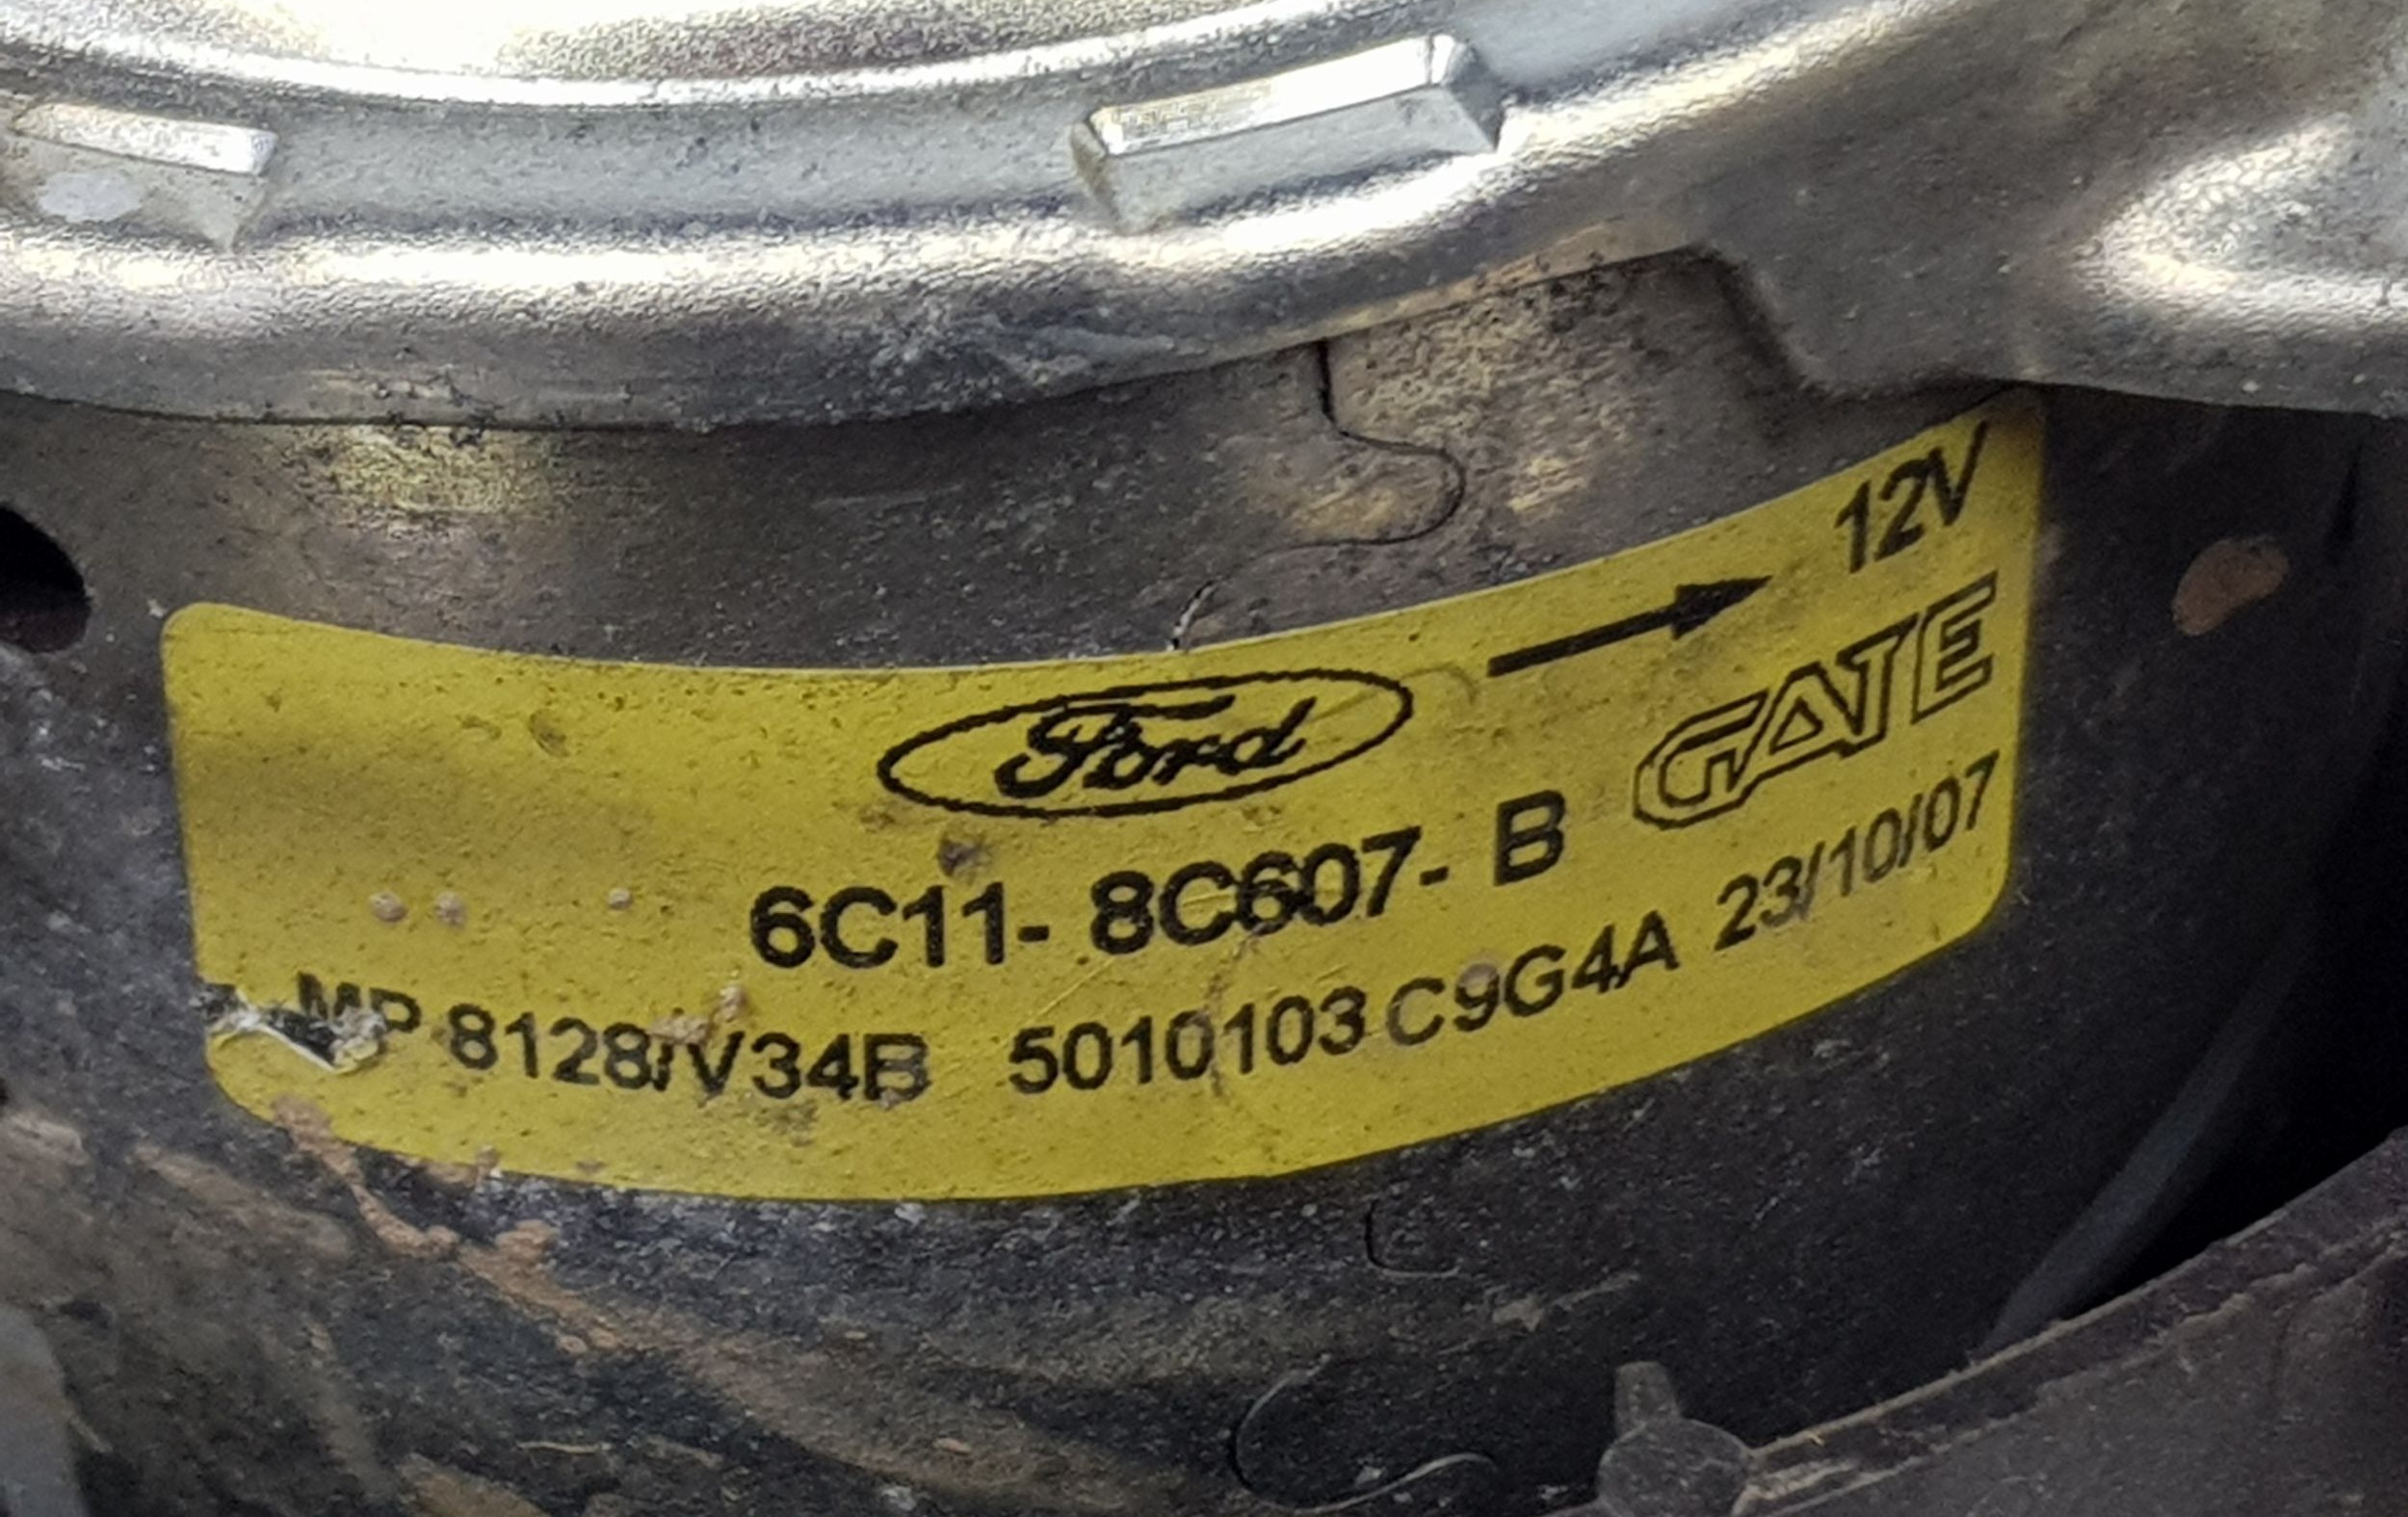 12V
Ford
GATE
6C11- 8C607- B
MP 8128/V34B 5010103 C9G4A 23/10/07